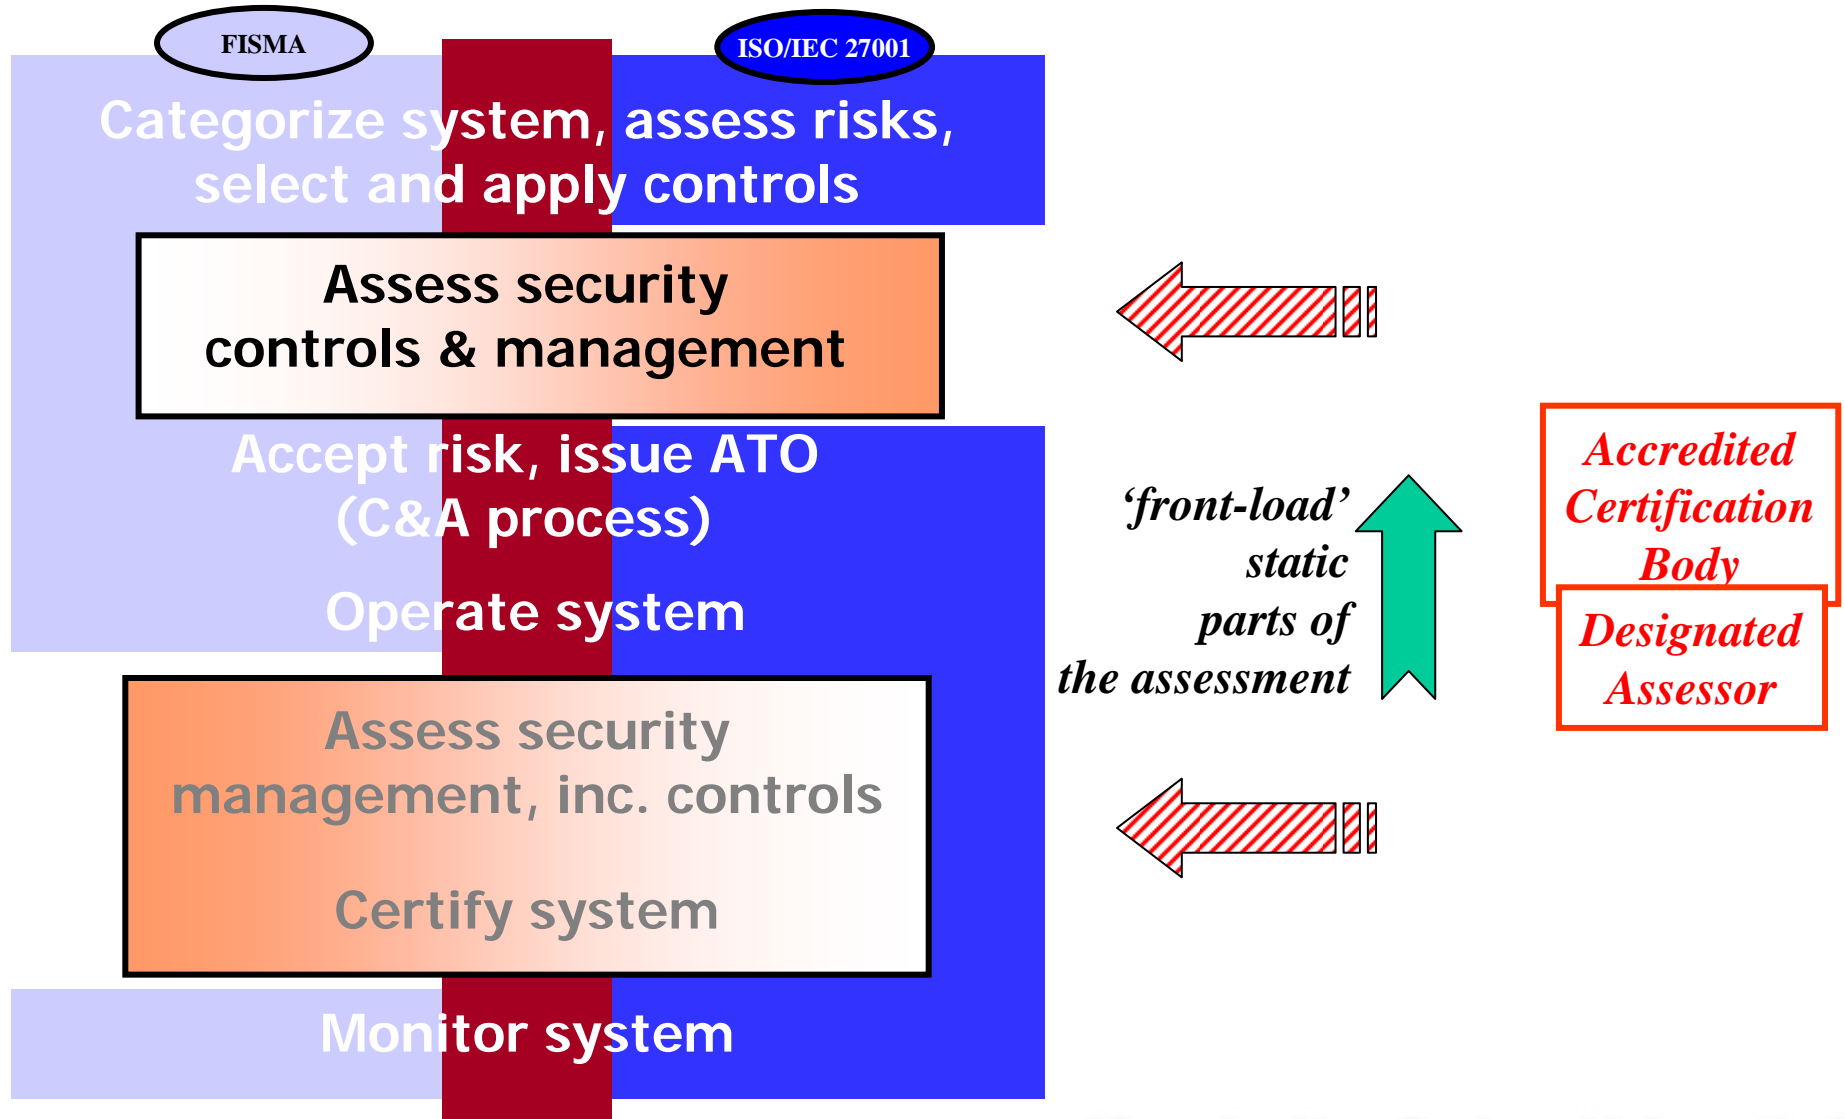 FISMA
ISO/IEC 27001
Categorize system, assess risks,
select and apply controls
Assess security
controls & management
Accept risk, issue ATO
(C&A process)
Operate system
Assess security
management, inc. controls
Certify system
Monitor system
‘front-load’
static
parts of
the assessment
Accredited
Certification
Body
Designated
Assessor